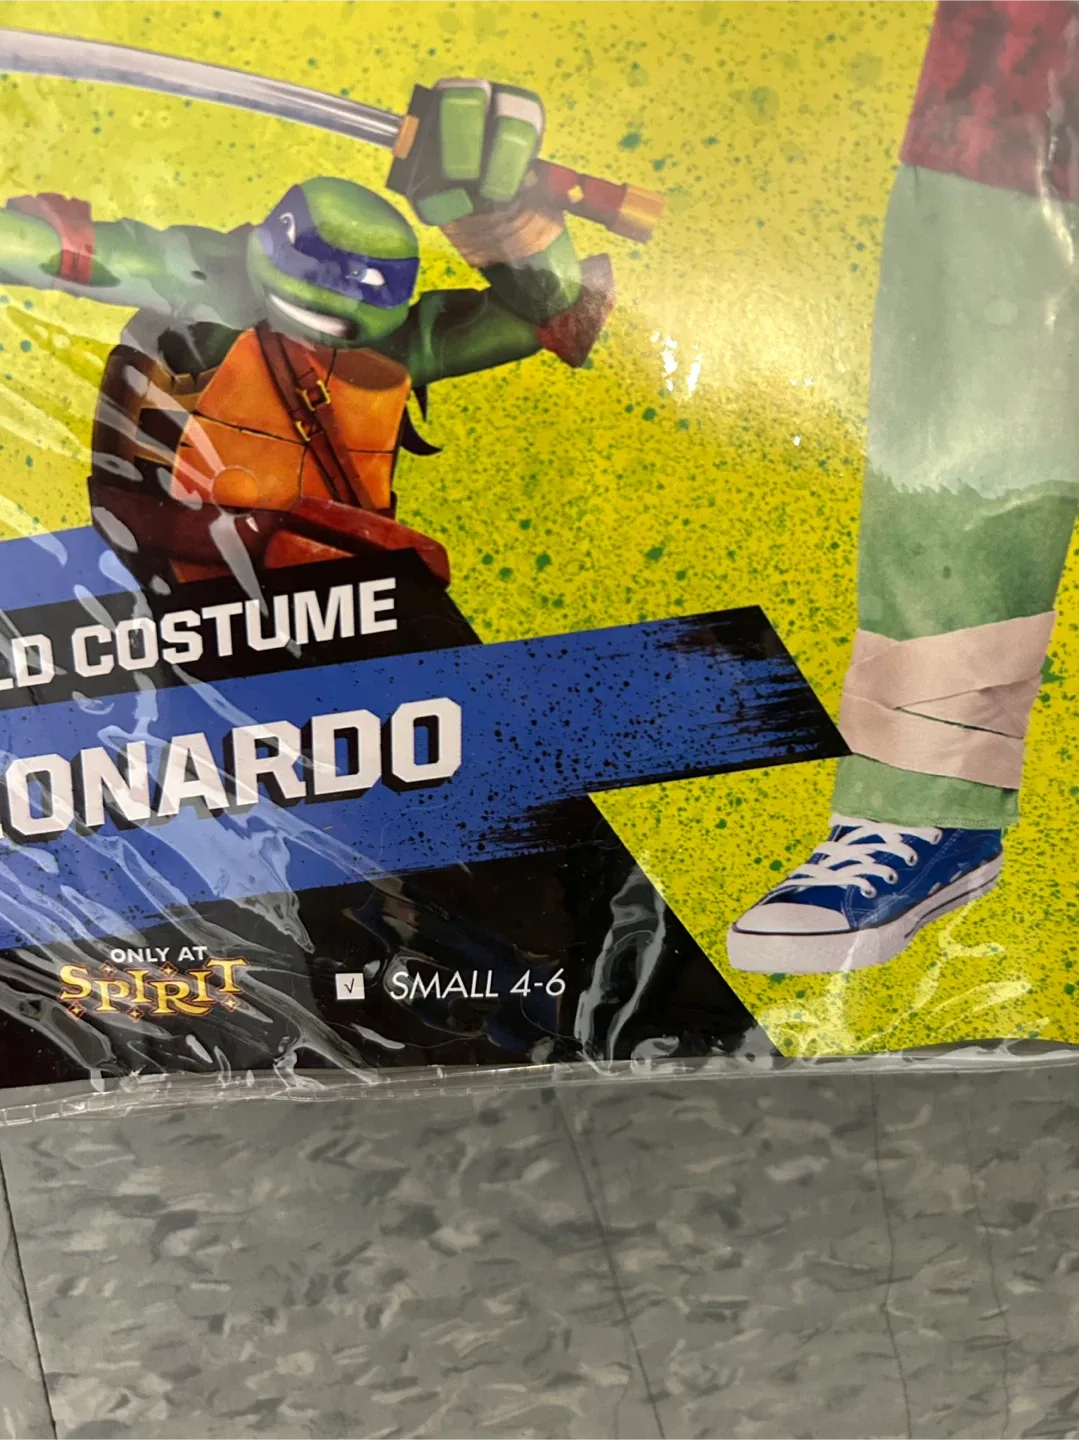 LD COSTUME
ONARDO
ONLY AT
SPIRIT
√ SMALL 4-6